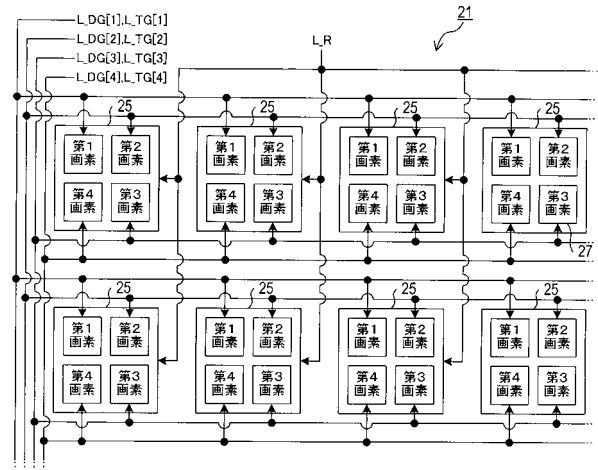 L_DG[1],L_TG[1]
L_DG[2],L_TG[2]
L_DG[3],L_TG[3]
L_DG[4],L_TG[4]
L_R
21
25 25 25 25
第1画素 第2画素 第1画素 第2画素 第1画素 第2画素 第1画素 第2画素
第4画素 第3画素 第4画素 第3画素 第4画素 第3画素 第4画素 第3画素
27
25 25 25 25
第1画素 第2画素 第1画素 第2画素 第1画素 第2画素 第1画素 第2画素
第4画素 第3画素 第4画素 第3画素 第4画素 第3画素 第4画素 第3画素